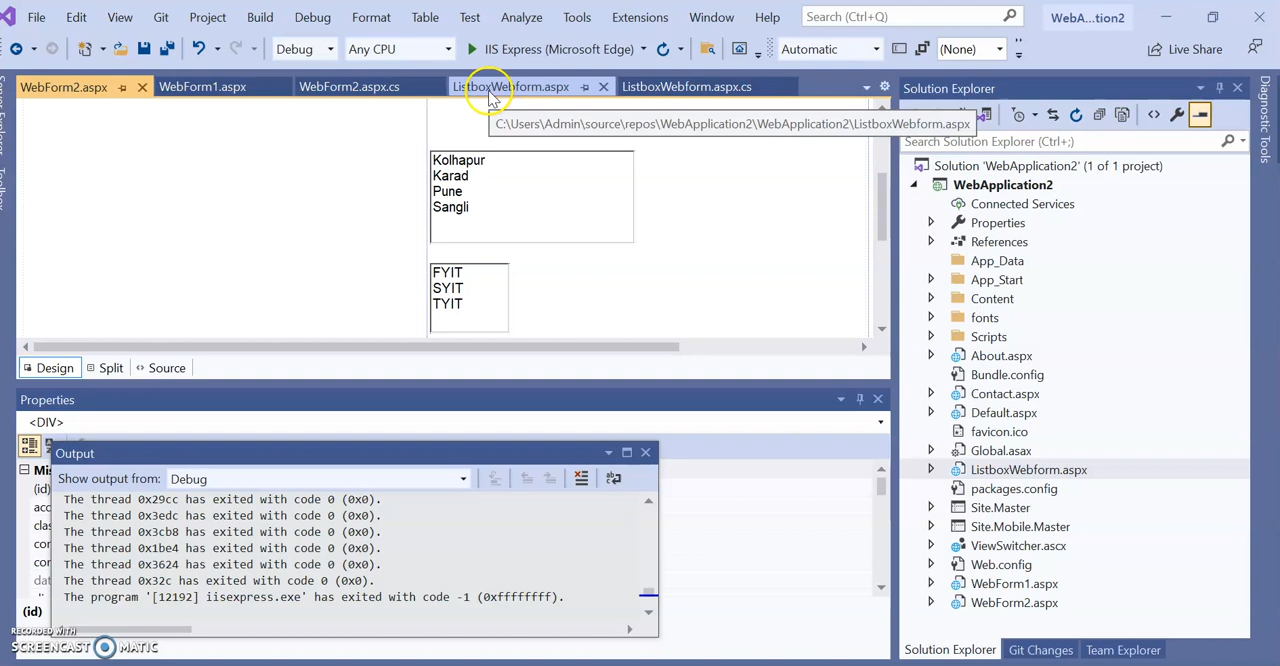 File Edit View Git Project Build Debug Format Table Test Analyze Tools Extensions Window Help Search (Ctrl+Q) WebA...tion2
Debug Any CPU IIS Express (Microsoft Edge) Automatic (None) Live Share
WebForm2.aspx WebForm1.aspx WebForm2.aspx.cs ListboxWebform.aspx ListboxWebform.aspx.cs
C:\Users\Admin\source\repos\WebApplication2\WebApplication2\ListboxWebform.aspx
Kolhapur
Karad
Pune
Sangli
FYIT
SYIT
TYIT
Design Split Source
Properties
<DIV>
Mis
(id)
acc
clas
con
con
dat
(id)
Output
Show output from: Debug
The thread 0x29cc has exited with code 0 (0x0).
The thread 0x3edc has exited with code 0 (0x0).
The thread 0x3cb8 has exited with code 0 (0x0).
The thread 0x1be4 has exited with code 0 (0x0).
The thread 0x3624 has exited with code 0 (0x0).
The thread 0x32c has exited with code 0 (0x0).
The program '[12192] iisexpress.exe' has exited with code -1 (0xffffffff).
RECORDED WITH
SCREENCAST MATIC
Solution Explorer
Search Solution Explorer (Ctrl+;)
Solution 'WebApplication2' (1 of 1 project)
WebApplication2
Connected Services
Properties
References
App_Data
App_Start
Content
fonts
Scripts
About.aspx
Bundle.config
Contact.aspx
Default.aspx
favicon.ico
Global.asax
ListboxWebform.aspx
packages.config
Site.Master
Site.Mobile.Master
ViewSwitcher.ascx
Web.config
WebForm1.aspx
WebForm2.aspx
Solution Explorer Git Changes Team Explorer
Diagnostic Tools
Toolbox